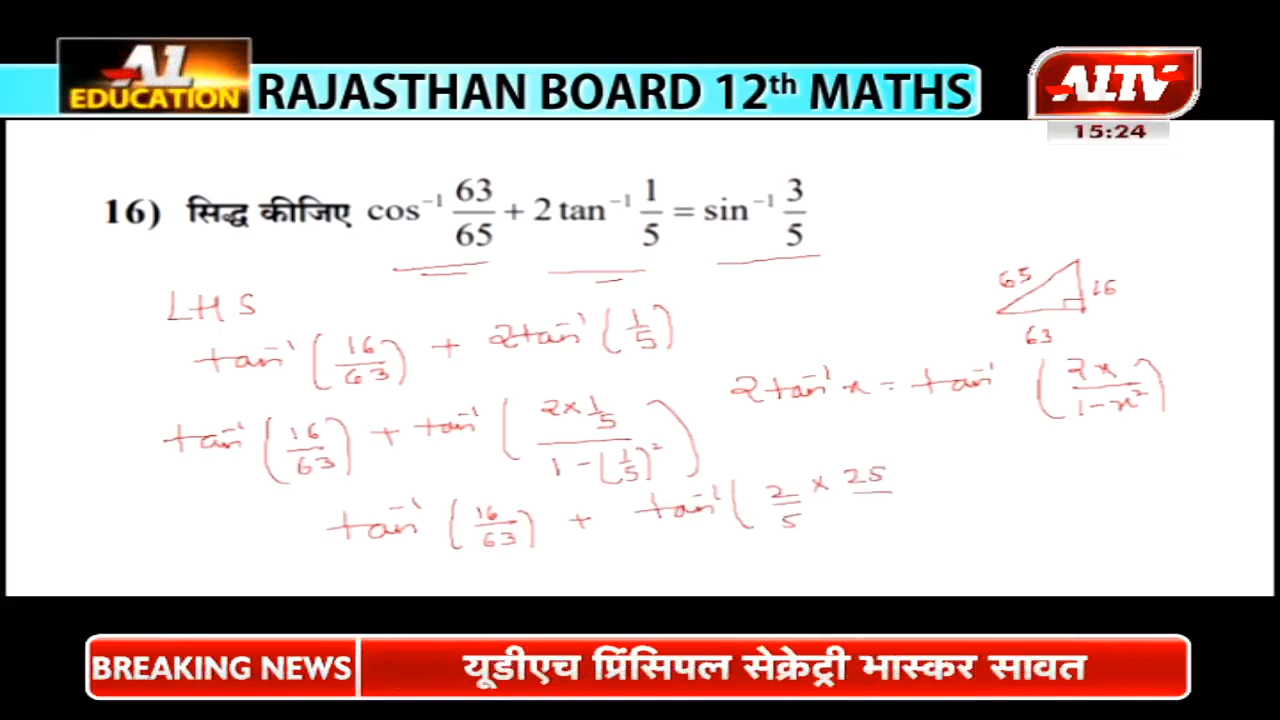 A1
EDUCATION
RAJASTHAN BOARD 12th MATHS
A1TV
15:24
16) सिद्ध कीजिए cos⁻¹ 63/65 + 2 tan⁻¹ 1/5 = sin⁻¹ 3/5
LHS
65
16
63
tan⁻¹ (16/63) + 2tan⁻¹ (1/5)
2tan⁻¹ x = tan⁻¹ (2x/1-x²)
tan⁻¹ (16/63) + tan⁻¹ (2×1/5 / 1-(1/5)²)
tan⁻¹ (16/63) + tan⁻¹ (2/5 × 25/
BREAKING NEWS
यूडीएच प्रिंसिपल सेक्रेट्री भास्कर सावत